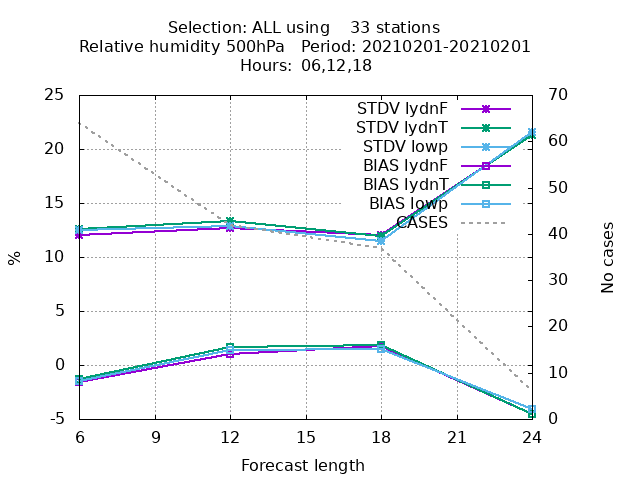 Selection: ALL using    33 stations
Relative humidity 500hPa   Period: 20210201-20210201
Hours:  06,12,18
25
20
15
10
5
0
-5
70
60
50
40
30
20
10
0
STDV lydnF
STDV lydnT
STDV lowp
BIAS lydnF
BIAS lydnT
BIAS lowp
CASES
%
No cases
6
9
12
15
18
21
24
Forecast length